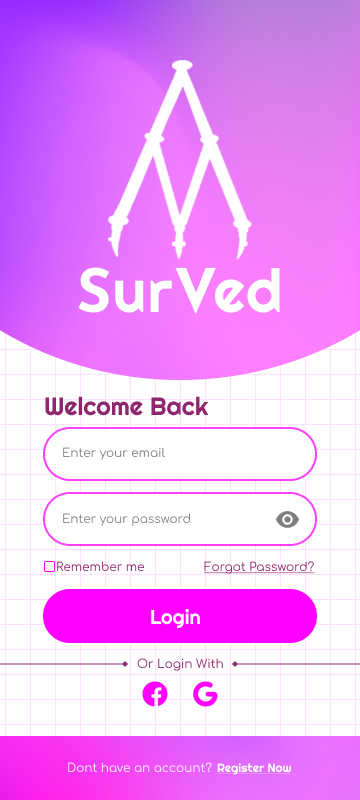 SurVed
Welcome Back
Enter your email
Enter your password
Remember me Forgot Password?
Login
Or Login With
Dont have an account? Register Now